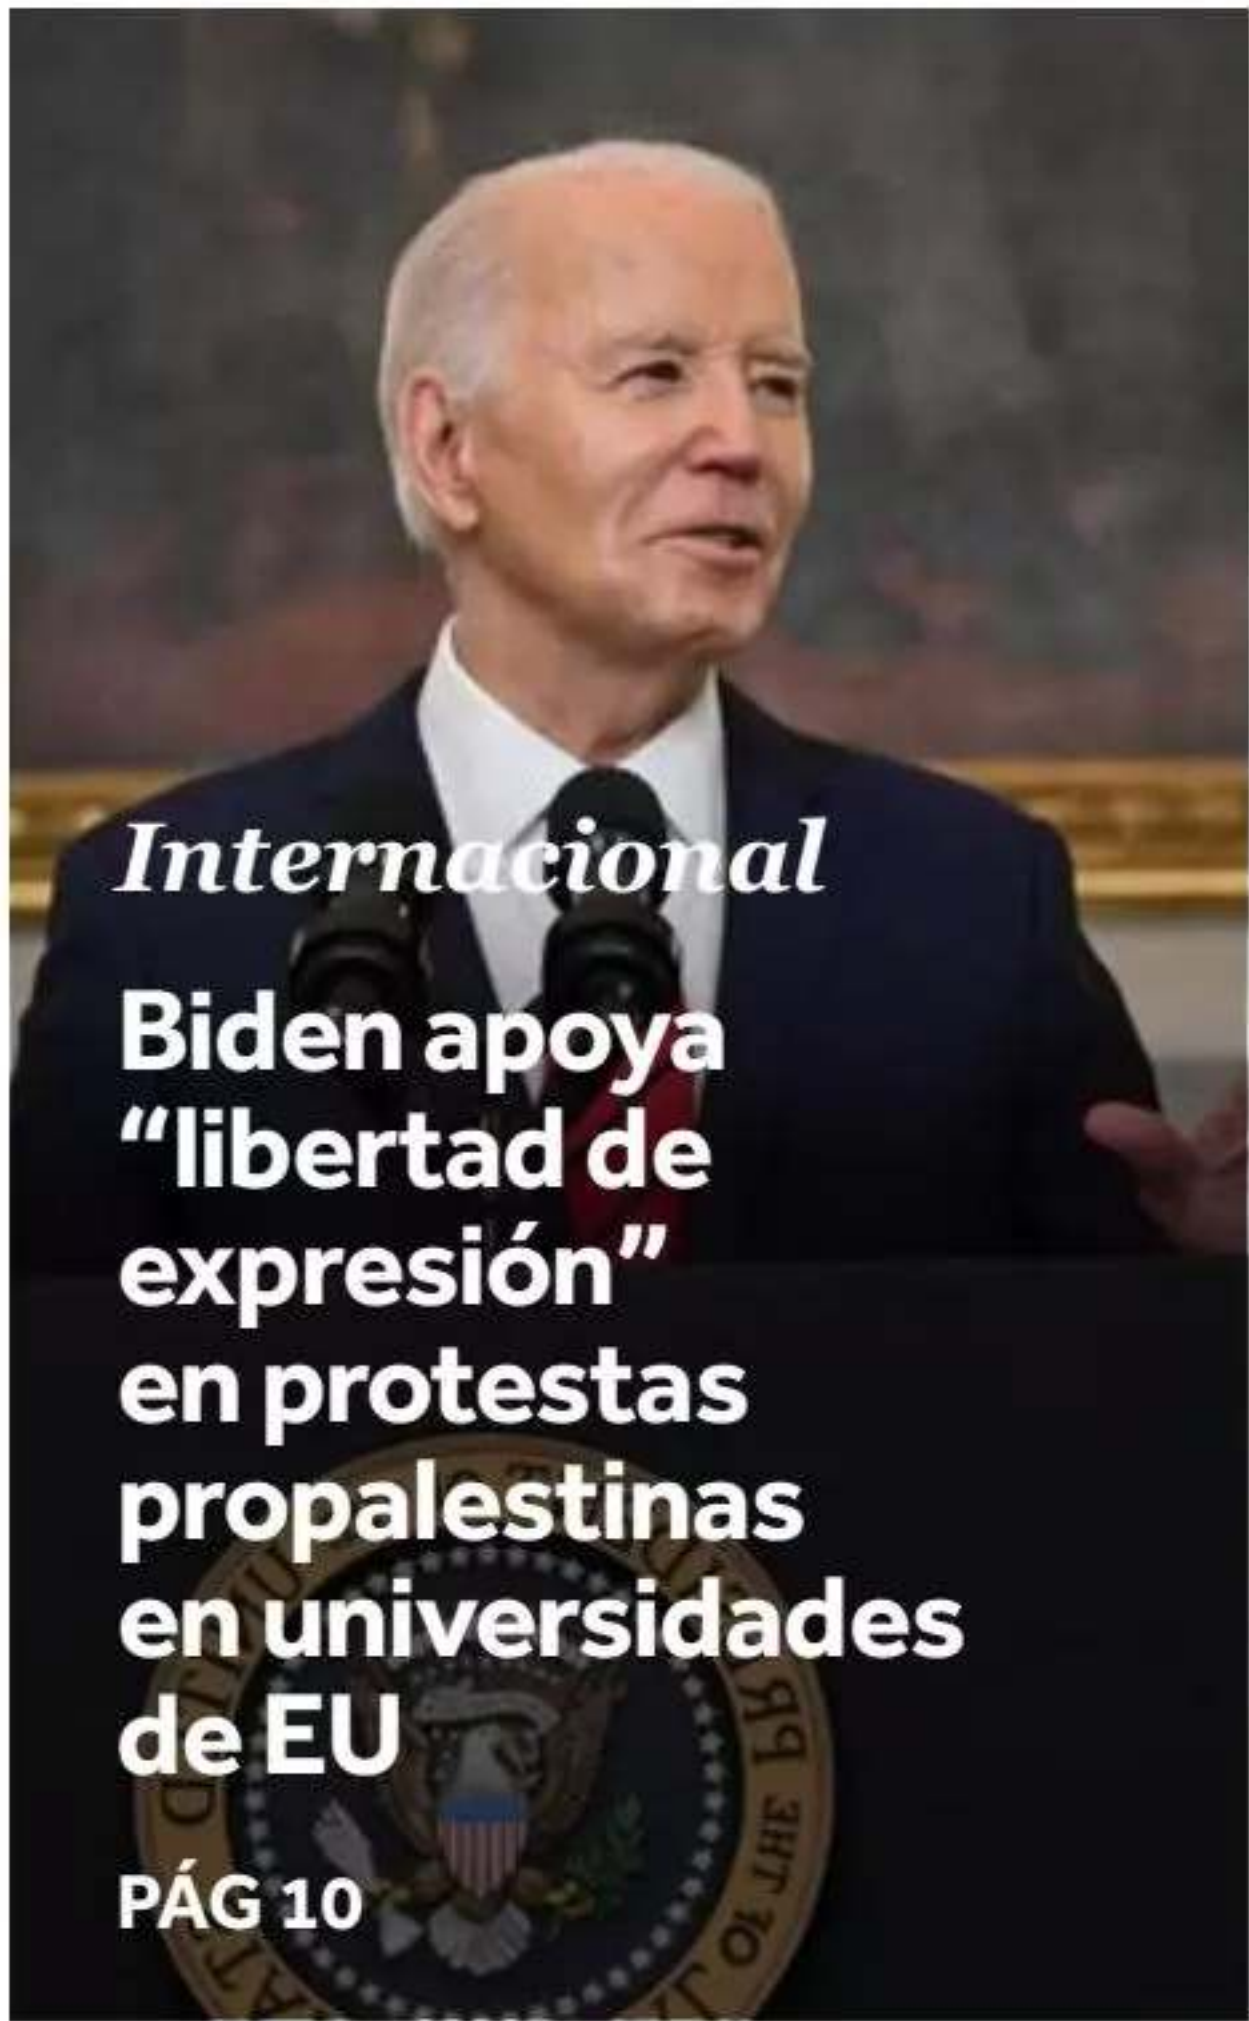 Internacional
Biden apoya
“libertad de
expresión”
en protestas
propalestinas
en universidades
de EU
PÁG 10